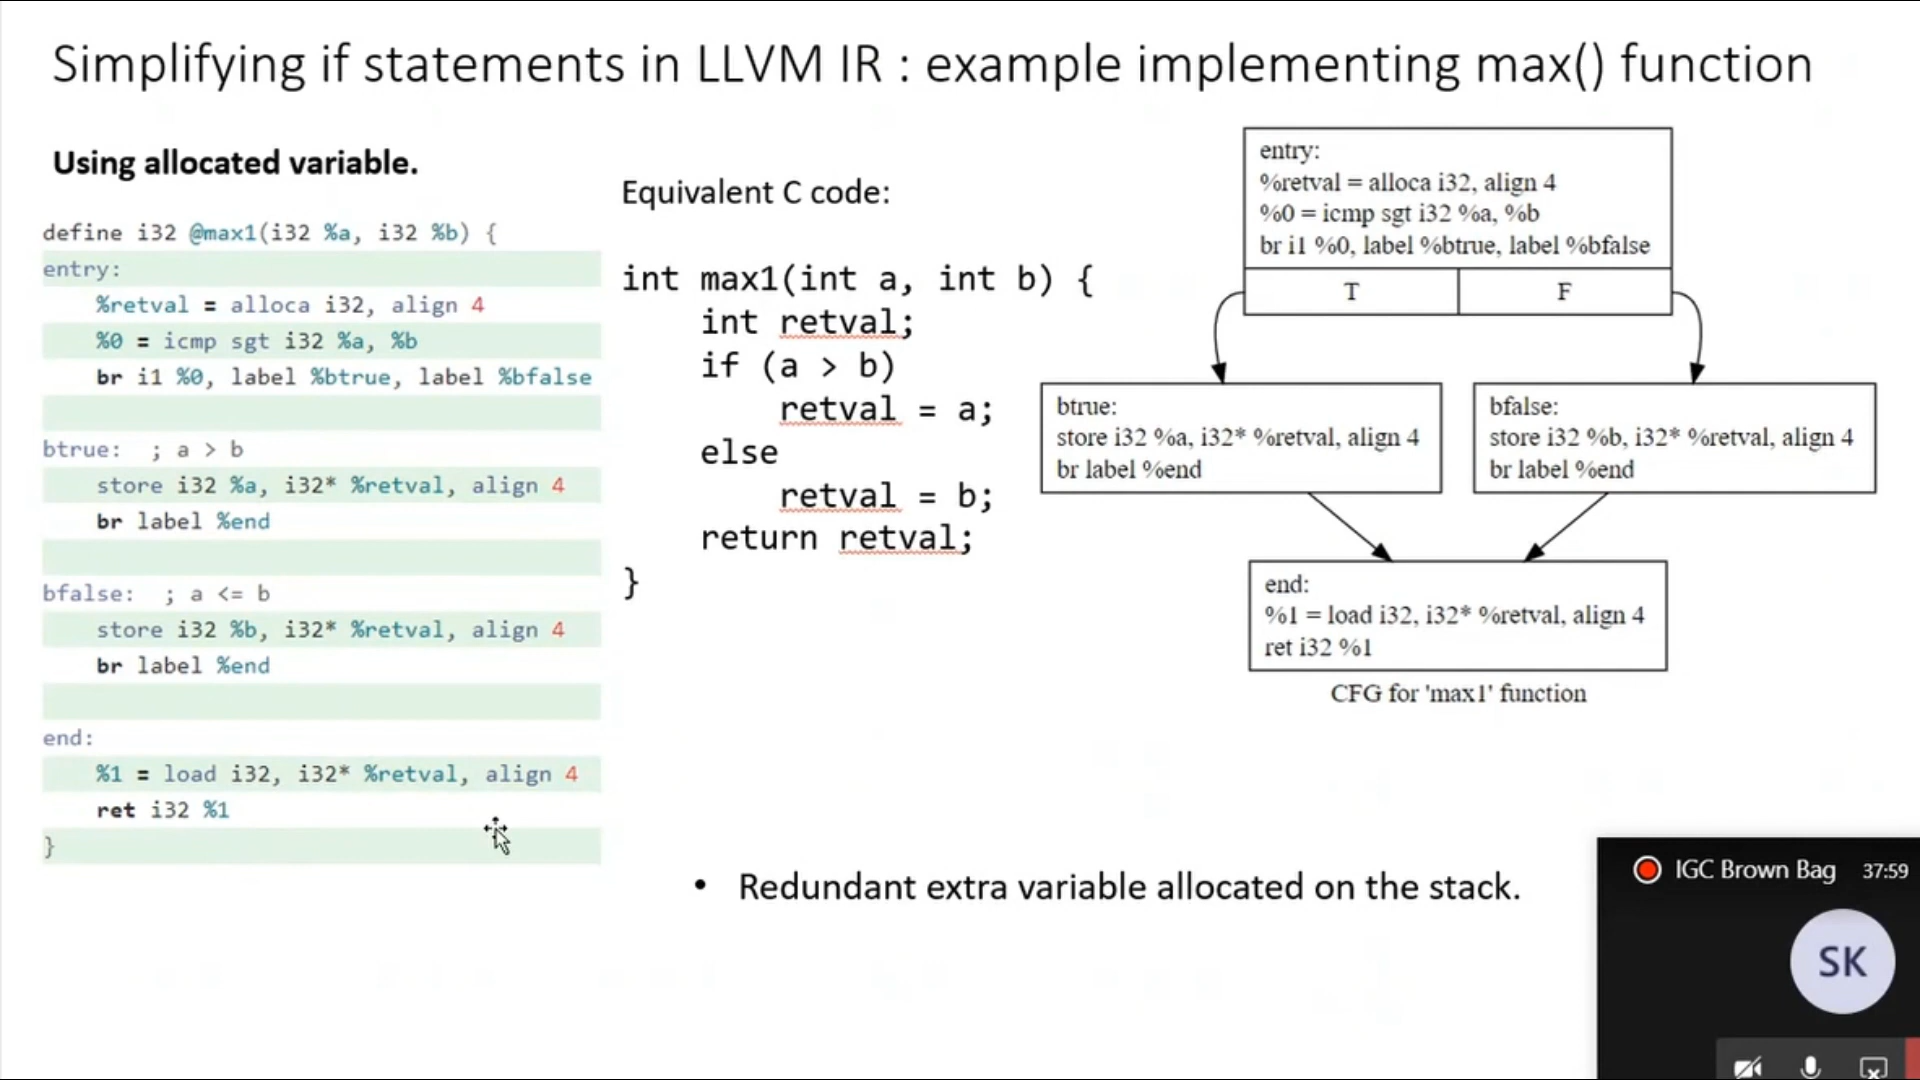 Simplifying if statements in LLVM IR : example implementing max() function
Using allocated variable.
define i32 @max1(i32 %a, i32 %b) {
entry:
%retval = alloca i32, align 4
%0 = icmp sgt i32 %a, %b
br i1 %0, label %btrue, label %bfalse
btrue:  ; a > b
store i32 %a, i32* %retval, align 4
br label %end
bfalse:  ; a <= b
store i32 %b, i32* %retval, align 4
br label %end
end:
%1 = load i32, i32* %retval, align 4
ret i32 %1
}
Equivalent C code:
int max1(int a, int b) {
int retval;
if (a > b)
retval = a;
else
retval = b;
return retval;
}
entry:
%retval = alloca i32, align 4
%0 = icmp sgt i32 %a, %b
br i1 %0, label %btrue, label %bfalse
T F
btrue:
store i32 %a, i32* %retval, align 4
br label %end
bfalse:
store i32 %b, i32* %retval, align 4
br label %end
end:
%1 = load i32, i32* %retval, align 4
ret i32 %1
CFG for 'max1' function
• Redundant extra variable allocated on the stack.
IGC Brown Bag 37:59
SK